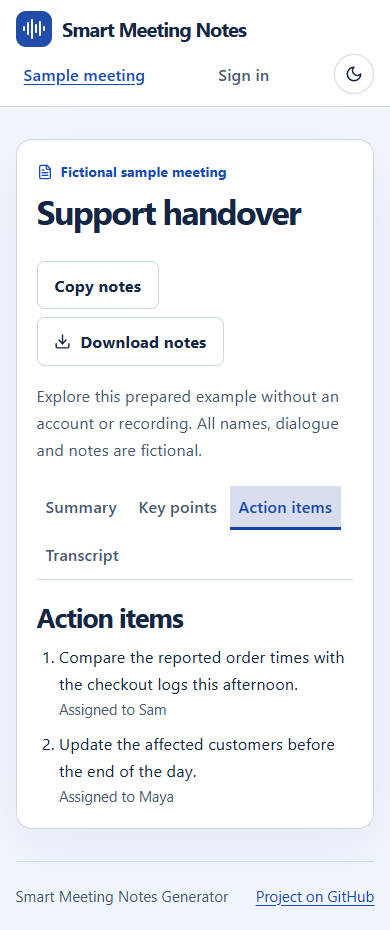 Smart Meeting Notes
Sample meeting
Sign in
Fictional sample meeting
Support handover
Copy notes
Download notes
Explore this prepared example without an
account or recording. All names, dialogue
and notes are fictional.
Summary Key points Action items
Transcript
Action items
1. Compare the reported order times with
the checkout logs this afternoon.
Assigned to Sam
2. Update the affected customers before
the end of the day.
Assigned to Maya
Smart Meeting Notes Generator Project on GitHub